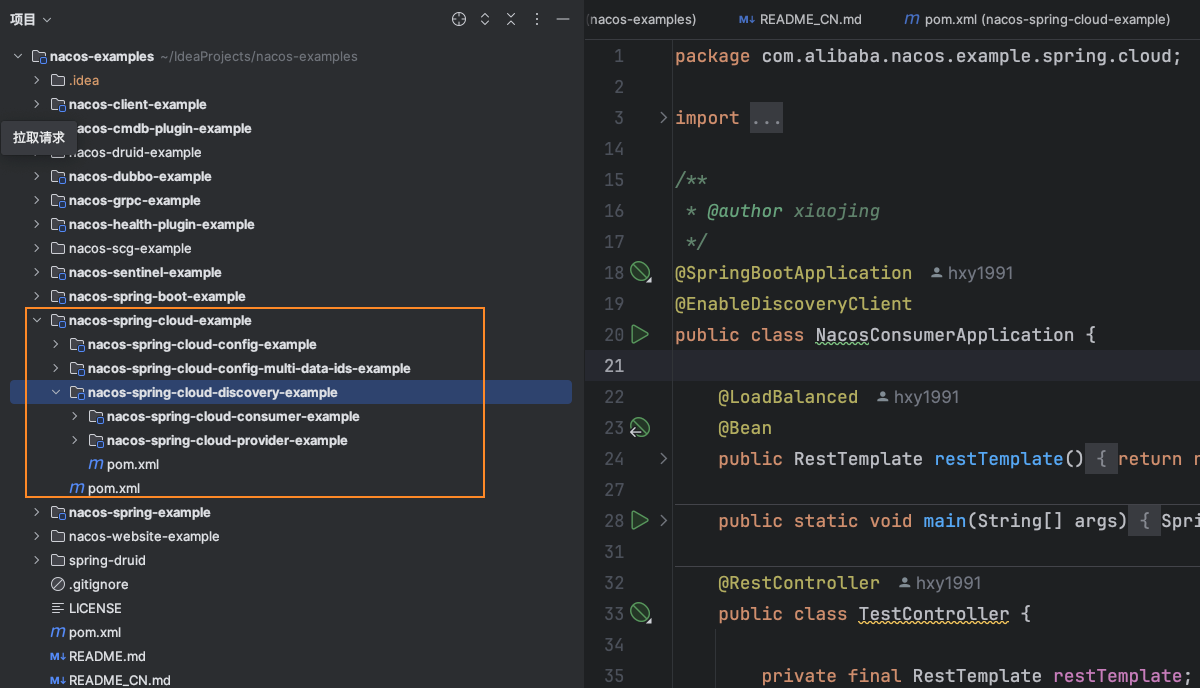 项目
nacos-examples ~/IdeaProjects/nacos-examples
.idea
nacos-client-example
nacos-cmdb-plugin-example
拉取请求
nacos-druid-example
nacos-dubbo-example
nacos-grpc-example
nacos-health-plugin-example
nacos-scg-example
nacos-sentinel-example
nacos-spring-boot-example
nacos-spring-cloud-example
nacos-spring-cloud-config-example
nacos-spring-cloud-config-multi-data-ids-example
nacos-spring-cloud-discovery-example
nacos-spring-cloud-consumer-example
nacos-spring-cloud-provider-example
m pom.xml
m pom.xml
nacos-spring-example
nacos-website-example
spring-druid
.gitignore
LICENSE
m pom.xml
M↓ README.md
M↓ README_CN.md
(nacos-examples) M↓ README_CN.md m pom.xml (nacos-spring-cloud-example)
1 package com.alibaba.nacos.example.spring.cloud;
2
3 import ...
14
15 /**
16 * @author xiaojing
17 */
18 @SpringBootApplication hxy1991
19 @EnableDiscoveryClient
20 public class NacosConsumerApplication {
21
22 @LoadBalanced hxy1991
23 @Bean
24 public RestTemplate restTemplate() { return
27
28 public static void main(String[] args) { Spri
31
32 @RestController hxy1991
33 public class TestController {
34
35 private final RestTemplate restTemplate;